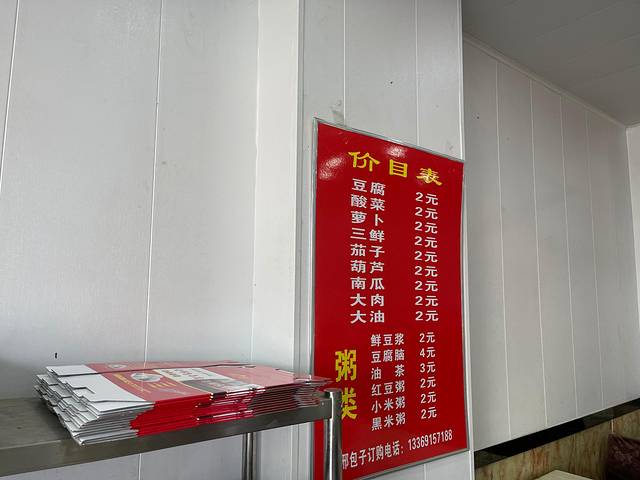 价目表
豆腐 2元
酸菜 2元
萝卜 2元
三鲜 2元
茄子 2元
葫芦 2元
南瓜 2元
大肉 2元
大油 2元
粥类
鲜豆浆 2元
豆腐脑 4元
油茶 3元
红豆粥 2元
小米粥 2元
黑米粥 2元
邢包子订购电话：13369157188